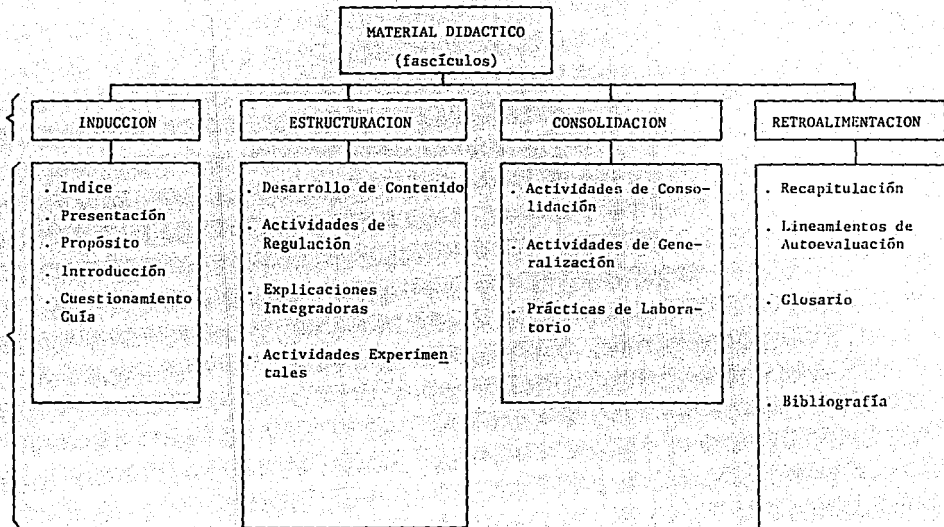 MATERIAL DIDACTICO
(fascículos)
INDUCCION
ESTRUCTURACION
CONSOLIDACION
RETROALIMENTACION
. Indice
. Presentación
. Propósito
. Introducción
. Cuestionamiento
Guía
. Desarrollo de Contenido
. Actividades de
Regulación
. Explicaciones
Integradoras
. Actividades Experimen
tales
. Actividades de Conso-
lidación
. Actividades de Gene-
ralización
. Prácticas de Labora-
torio
. Recapitulación
. Lineamientos de
Autoevaluación
. Glosario
. Bibliografía